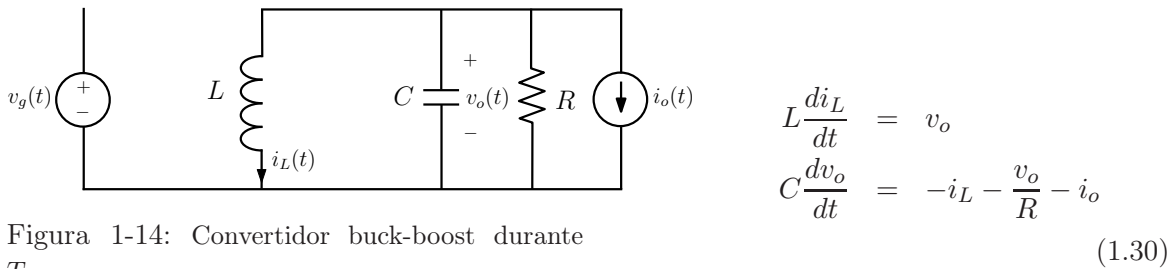 v_g(t)
+
−
L
i_L(t)
C
+
v_o(t)
−
R
i_o(t)
L di_L/dt = v_o
C dv_o/dt = −i_L − v_o/R − i_o
(1.30)
Figura 1-14: Convertidor buck-boost durante